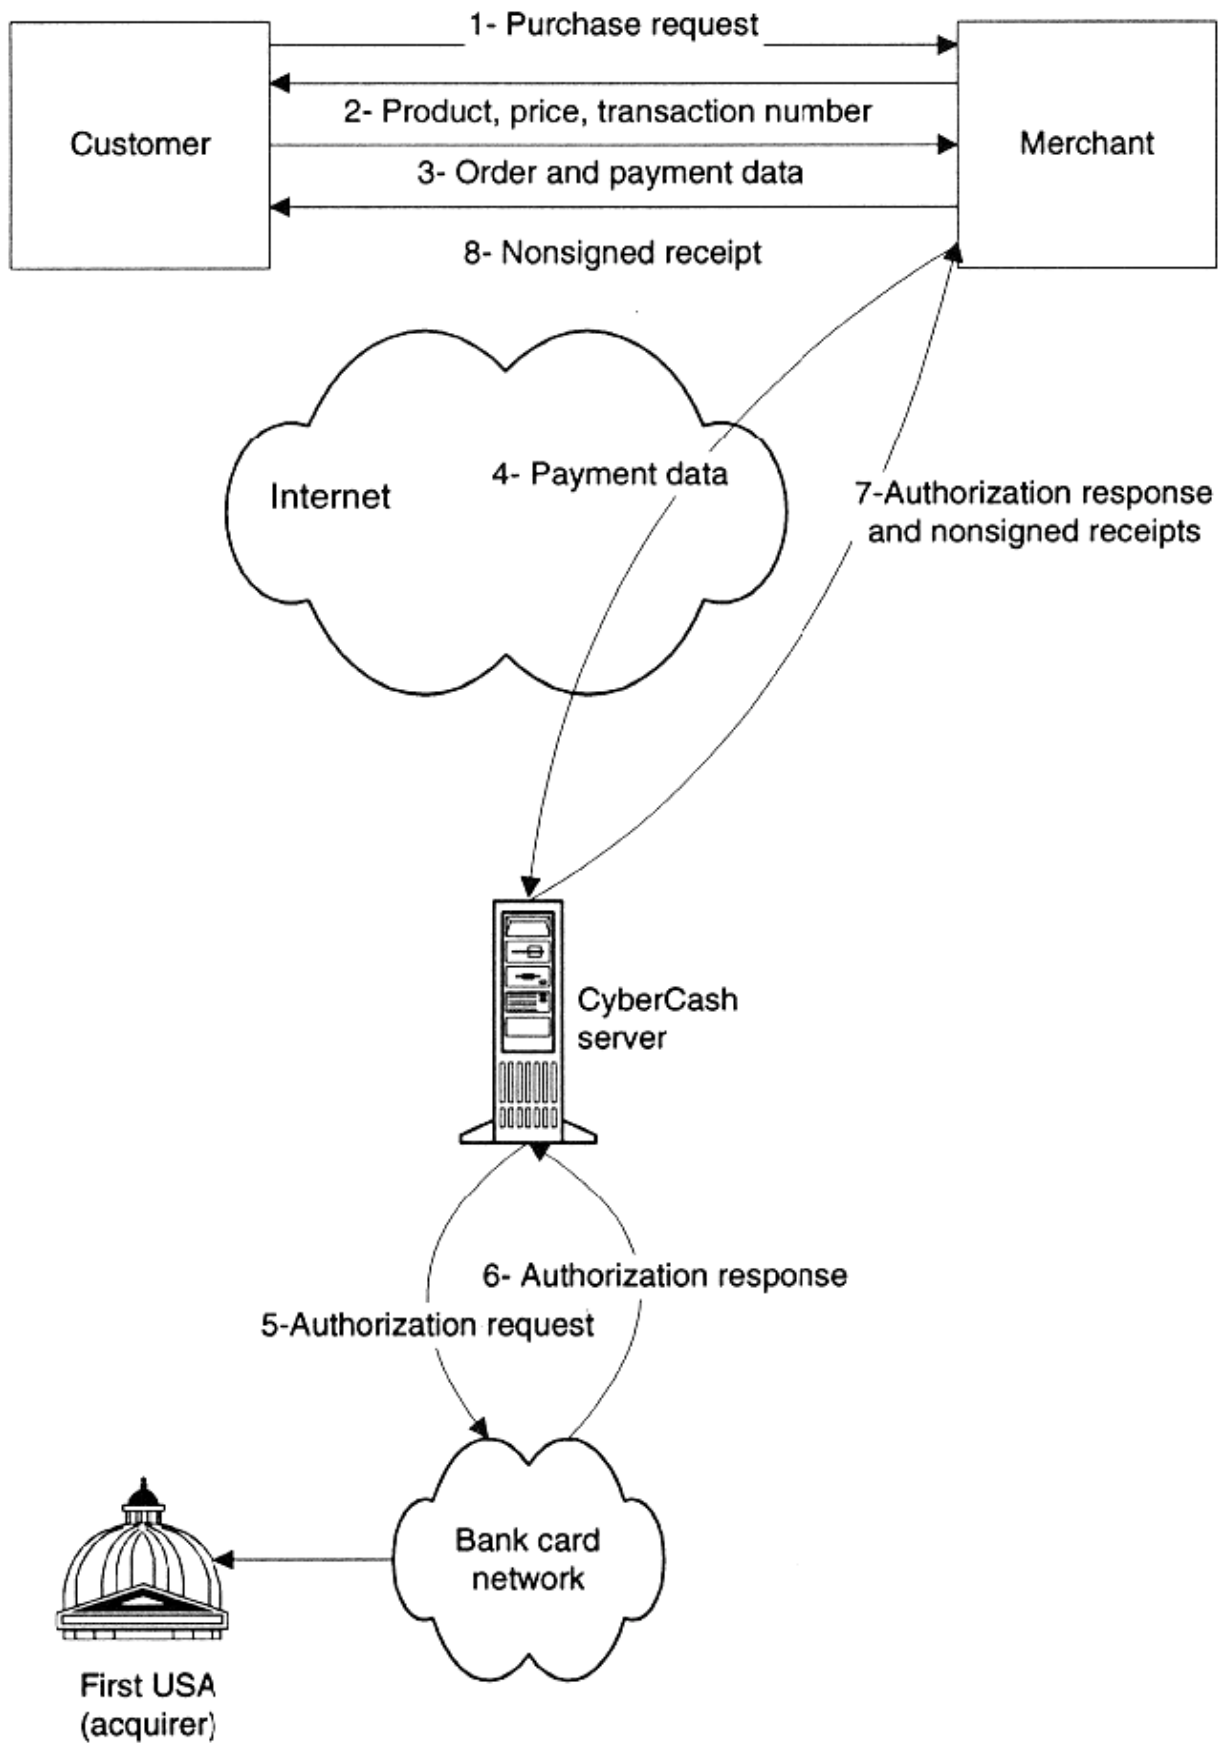 1- Purchase request
2- Product, price, transaction number
Customer
Merchant
3- Order and payment data
8- Nonsigned receipt
4- Payment data
Internet
7-Authorization response
and nonsigned receipts
CyberCash
server
6- Authorization response
5-Authorization request
Bank card
network
First USA
(acquirer)